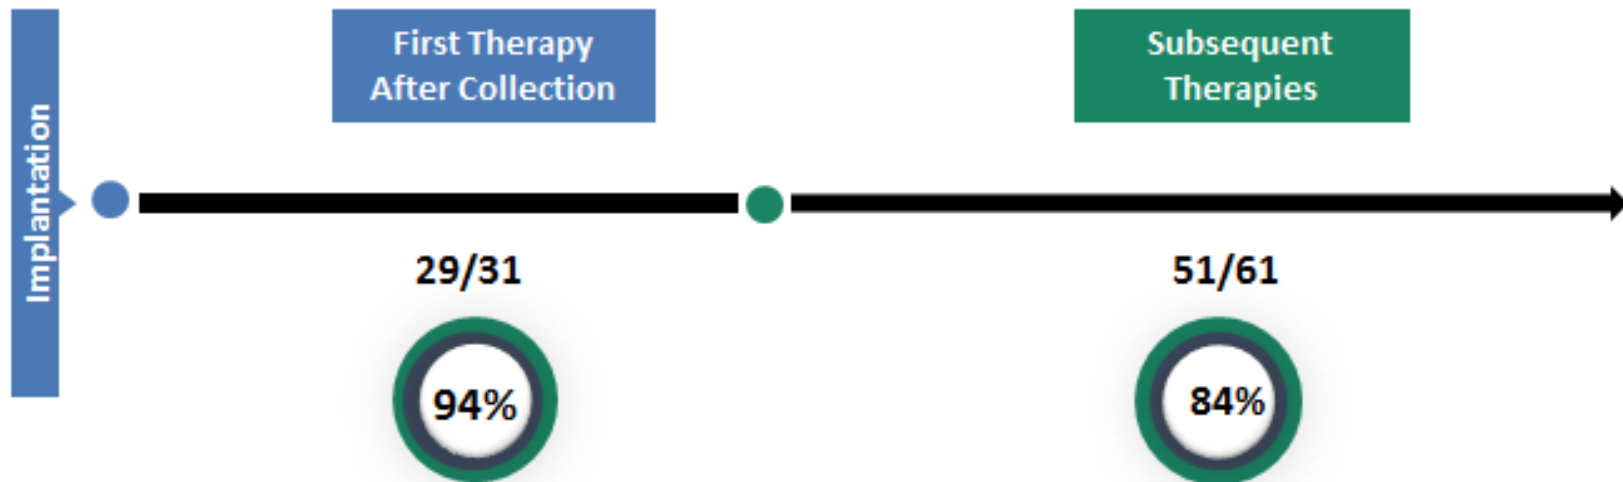 Implantation
First Therapy
After Collection
Subsequent
Therapies
29/31
51/61
94%
84%